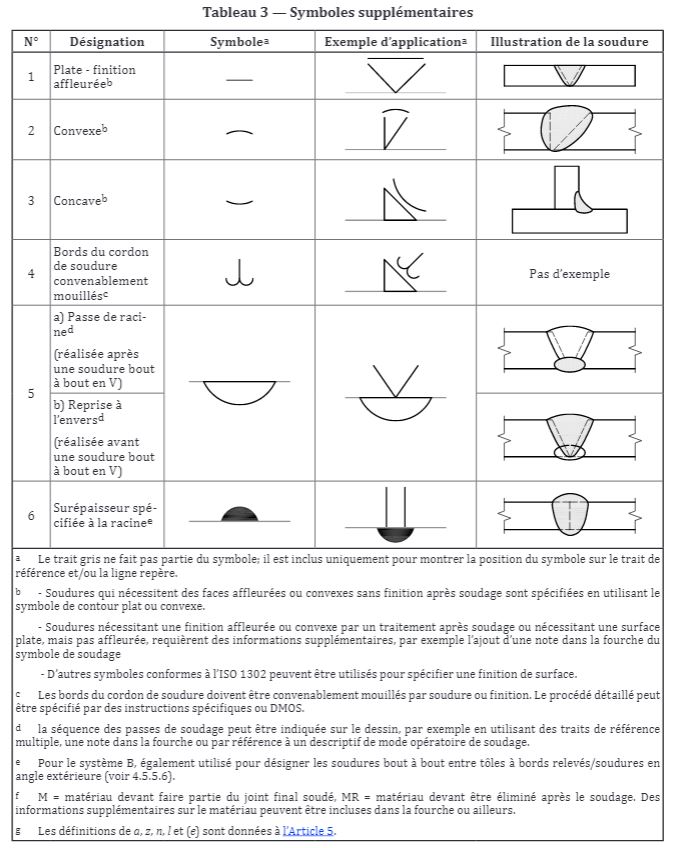 Tableau 3 — Symboles supplémentaires
N° Désignation Symboleᵃ Exemple d’applicationᵃ Illustration de la soudure
1 Plate - finition
affleuréeᵇ
2 Convexeᵇ
3 Concaveᵇ
4 Bords du cordon
de soudure
convenablement
mouillésᶜ
Pas d’exemple
5 a) Passe de raci-
neᵈ
(réalisée après
une soudure bout
à bout en V)
b) Reprise à
l’enversᵈ
(réalisée avant
une soudure bout
à bout en V)
6 Surépaisseur spé-
cifiée à la racineᵉ
a Le trait gris ne fait pas partie du symbole; il est inclus uniquement pour montrer la position du symbole sur le trait de
référence et/ou la ligne repère.
b - Soudures qui nécessitent des faces affleurées ou convexes sans finition après soudage sont spécifiées en utilisant le
symbole de contour plat ou convexe.
- Soudures nécessitant une finition affleurée ou convexe par un traitement après soudage ou nécessitant une surface
plate, mais pas affleurée, requièrent des informations supplémentaires, par exemple l’ajout d’une note dans la fourche du
symbole de soudage
- D’autres symboles conformes à l’ISO 1302 peuvent être utilisés pour spécifier une finition de surface.
c Les bords du cordon de soudure doivent être convenablement mouillés par soudure ou finition. Le procédé détaillé peut
être spécifié par des instructions spécifiques ou DMOS.
d la séquence des passes de soudage peut être indiquée sur le dessin, par exemple en utilisant des traits de référence
multiple, une note dans la fourche ou par référence à un descriptif de mode opératoire de soudage.
e Pour le système B, également utilisé pour désigner les soudures bout à bout entre tôles à bords relevés/soudures en
angle extérieure (voir 4.5.5.6).
f M = matériau devant faire partie du joint final soudé, MR = matériau devant être éliminé après le soudage. Des
informations supplémentaires sur le matériau peuvent être incluses dans la fourche ou ailleurs.
g Les définitions de a, z, n, l et (e) sont données à l’Article 5.